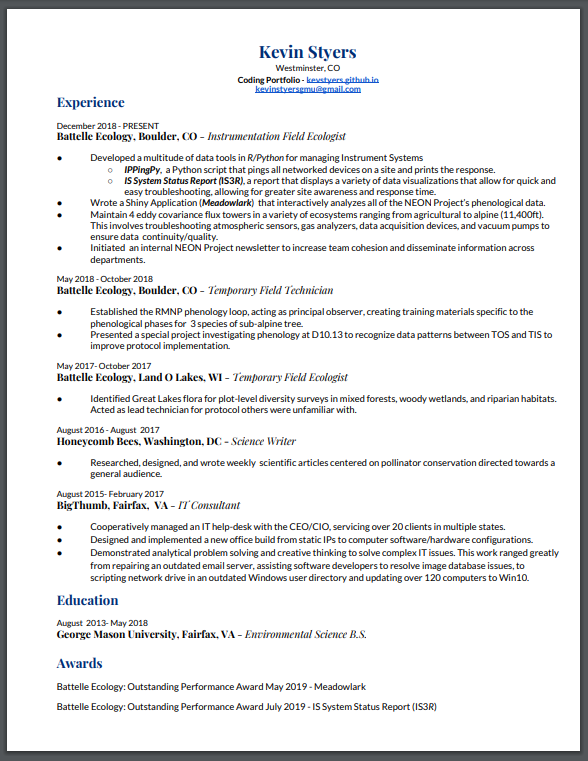 Kevin Styers
Westminster, CO
Coding Portfolio - kevstyers.github.io
kevinstyersgmu@gmail.com
Experience
December 2018 - PRESENT
Battelle Ecology, Boulder, CO - Instrumentation Field Ecologist
● Developed a multitude of data tools in R/Python for managing Instrument Systems
○ IPPingPy, a Python script that pings all networked devices on a site and prints the response.
○ IS System Status Report (IS3R), a report that displays a variety of data visualizations that allow for quick and
easy troubleshooting, allowing for greater site awareness and response time.
● Wrote a Shiny Application (Meadowlark) that interactively analyzes all of the NEON Project's phenological data.
● Maintain 4 eddy covariance flux towers in a variety of ecosystems ranging from agricultural to alpine (11,400ft).
This involves troubleshooting atmospheric sensors, gas analyzers, data acquisition devices, and vacuum pumps to
ensure data continuity/quality.
● Initiated an internal NEON Project newsletter to increase team cohesion and disseminate information across
departments.
May 2018 - October 2018
Battelle Ecology, Boulder, CO - Temporary Field Technician
● Established the RMNP phenology loop, acting as principal observer, creating training materials specific to the
phenological phases for 3 species of sub-alpine tree.
● Presented a special project investigating phenology at D10.13 to recognize data patterns between TOS and TIS to
improve protocol implementation.
May 2017- October 2017
Battelle Ecology, Land O Lakes, WI - Temporary Field Ecologist
● Identified Great Lakes flora for plot-level diversity surveys in mixed forests, woody wetlands, and riparian habitats.
Acted as lead technician for protocol others were unfamiliar with.
August 2016 - August 2017
Honeycomb Bees, Washington, DC - Science Writer
● Researched, designed, and wrote weekly scientific articles centered on pollinator conservation directed towards a
general audience.
August 2015- February 2017
BigThumb, Fairfax, VA - IT Consultant
● Cooperatively managed an IT help-desk with the CEO/CIO, servicing over 20 clients in multiple states.
● Designed and implemented a new office build from static IPs to computer software/hardware configurations.
● Demonstrated analytical problem solving and creative thinking to solve complex IT issues. This work ranged greatly
from repairing an outdated email server, assisting software developers to resolve image database issues, to
scripting network drive in an outdated Windows user directory and updating over 120 computers to Win10.
Education
August 2013- May 2018
George Mason University, Fairfax, VA - Environmental Science B.S.
Awards
Battelle Ecology: Outstanding Performance Award May 2019 - Meadowlark
Battelle Ecology: Outstanding Performance Award July 2019 - IS System Status Report (IS3R)